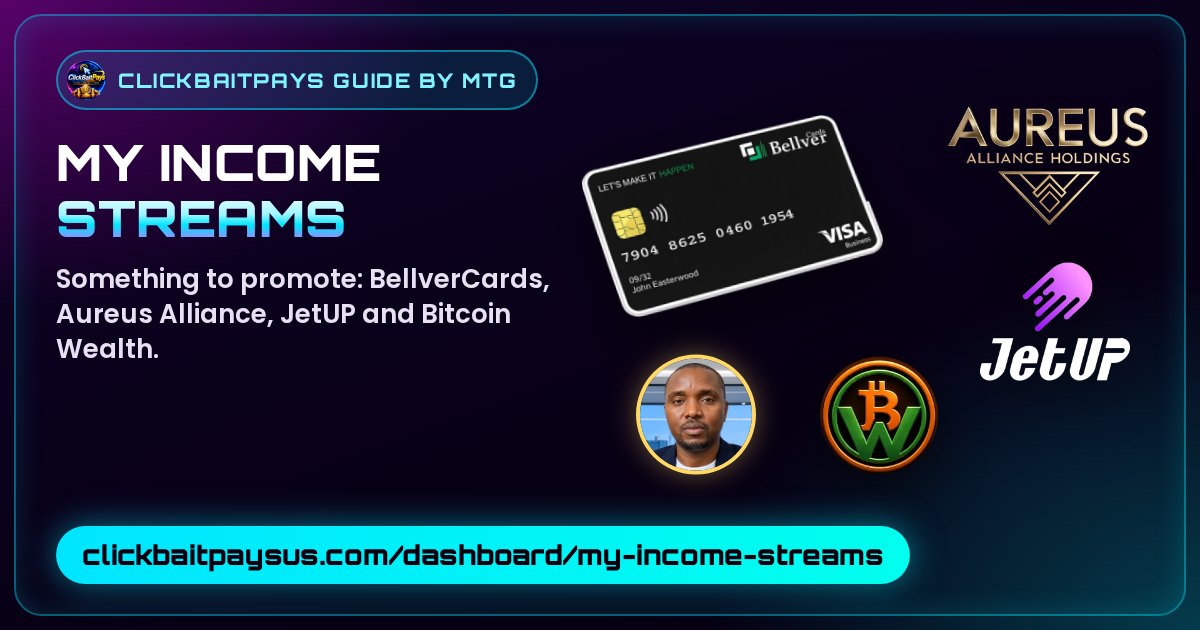 ClickBaitPays
CLICKBAITPAYS GUIDE BY MTG
MY INCOME
STREAMS
Something to promote: BellverCards,
Aureus Alliance, JetUP and Bitcoin
Wealth.
LET'S MAKE IT HAPPEN
Bellver
Cards
7904 8625 0460 1954
09/32
John Easterwood
VISA
Business
AUREUS
ALLIANCE HOLDINGS
JetUP
B
W
clickbaitpaysus.com/dashboard/my-income-streams